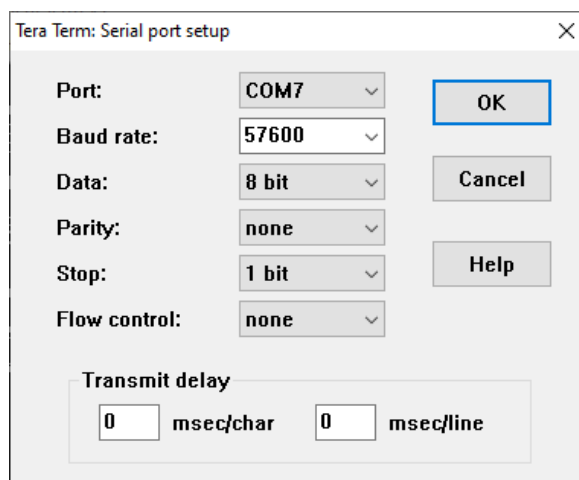 Tera Term: Serial port setup
Port: COM7 OK
Baud rate: 57600
Data: 8 bit Cancel
Parity: none
Stop: 1 bit Help
Flow control: none
Transmit delay
0 msec/char 0 msec/line